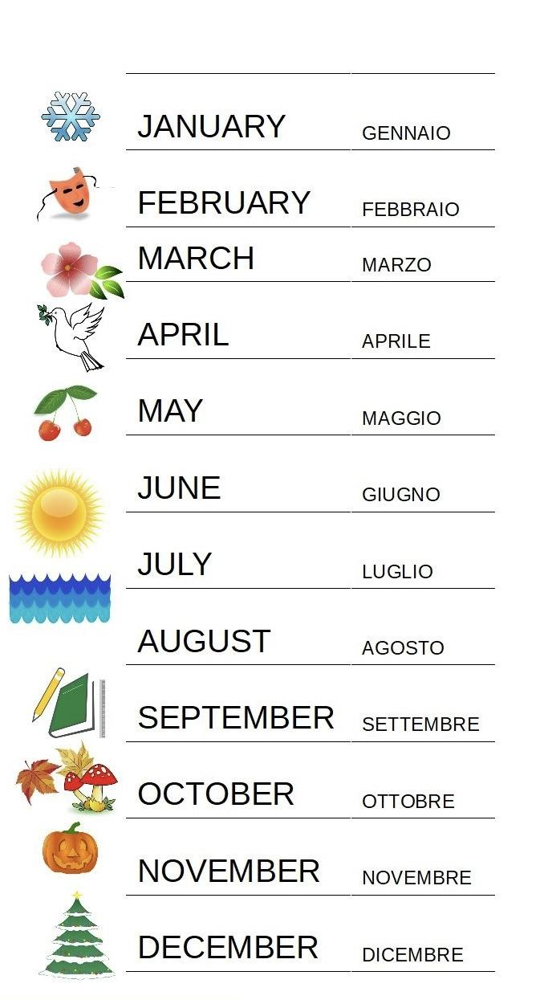 JANUARY GENNAIO
FEBRUARY FEBBRAIO
MARCH MARZO
APRIL APRILE
MAY MAGGIO
JUNE GIUGNO
JULY LUGLIO
AUGUST AGOSTO
SEPTEMBER SETTEMBRE
OCTOBER OTTOBRE
NOVEMBER NOVEMBRE
DECEMBER DICEMBRE